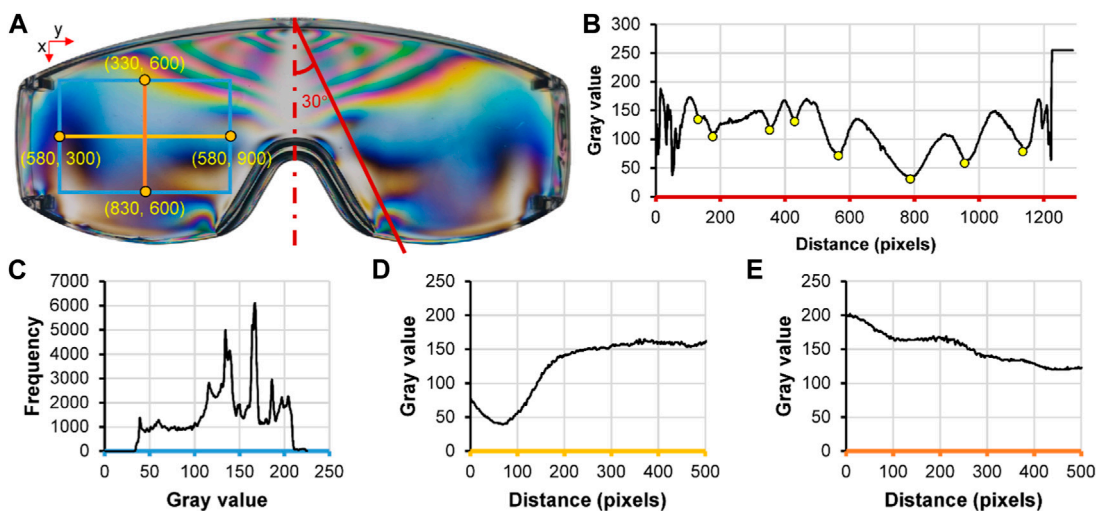 A
y
x
(330, 600)
30°
(580, 300)
(580, 900)
(830, 600)
B
300
250
200
150
100
50
0
Gray value
0 200 400 600 800 1000 1200
Distance (pixels)
C
7000
6000
5000
4000
3000
2000
1000
0
Frequency
0 50 100 150 200 250
Gray value
D
250
200
150
100
50
0
Gray value
0 100 200 300 400 500
Distance (pixels)
E
250
200
150
100
50
0
Gray value
0 100 200 300 400 500
Distance (pixels)